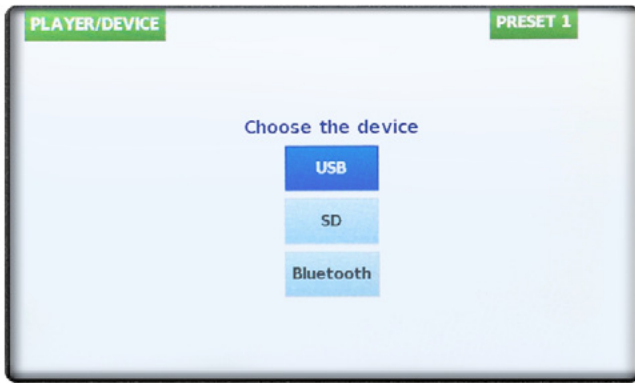 PLAYER/DEVICE
PRESET 1
Choose the device
USB
SD
Bluetooth